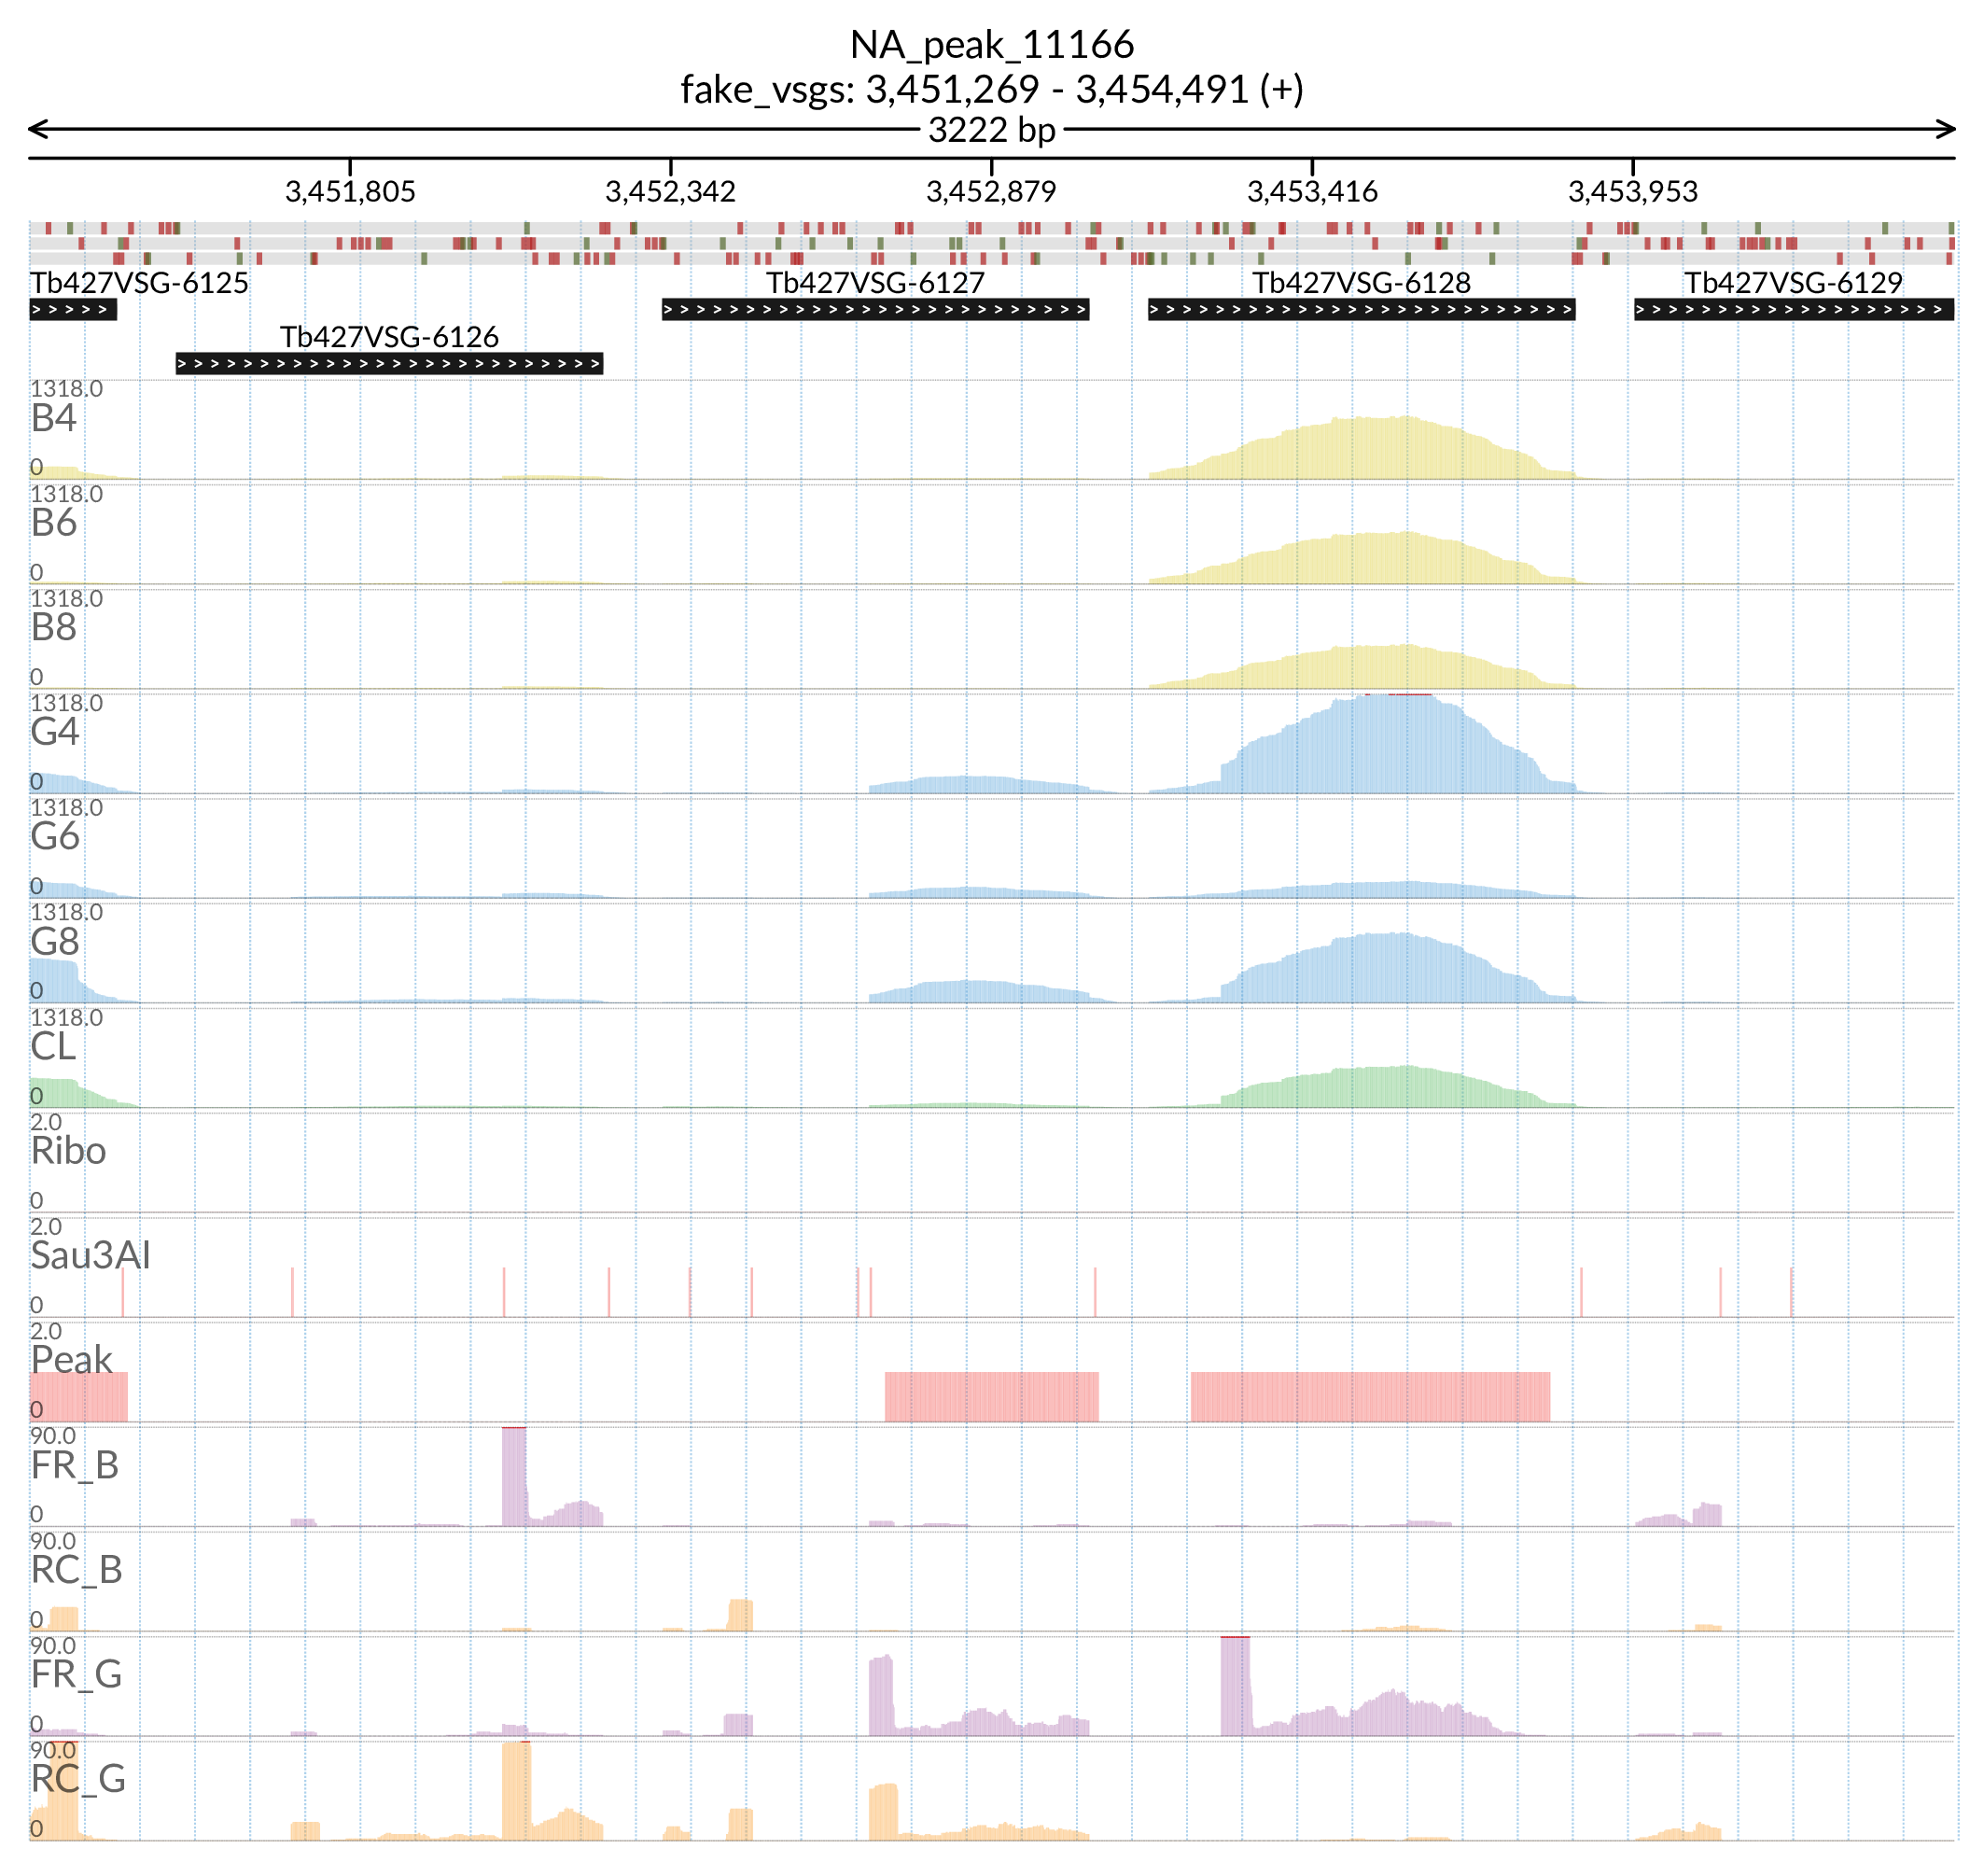 NA_peak_11166
fake_vsgs: 3,451,269 - 3,454,491 (+)
3222 bp
3,451,805 3,452,342 3,452,879 3,453,416 3,453,953
Tb427VSG-6125 Tb427VSG-6127 Tb427VSG-6128 Tb427VSG-6129
Tb427VSG-6126
1318.0
B4
0
1318.0
B6
0
1318.0
B8
0
1318.0
G4
0
1318.0
G6
0
1318.0
G8
0
1318.0
CL
0
2.0
Ribo
0
2.0
Sau3AI
0
2.0
Peak
0
90.0
FR_B
0
90.0
RC_B
0
90.0
FR_G
0
90.0
RC_G
0